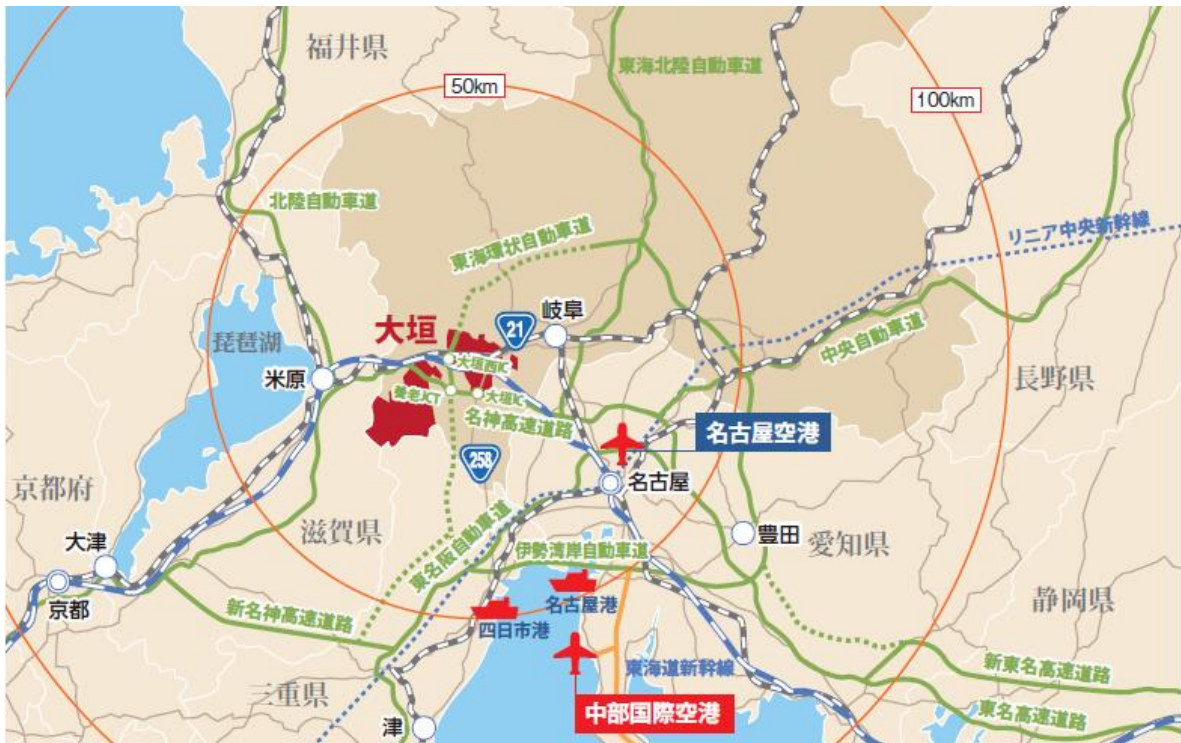 福井県
東海北陸自動車道
50km
100km
北陸自動車道
東海環状自動車道
リニア中央新幹線
琵琶湖
大垣
21
岐阜
大垣西IC
中央自動車道
米原
養老JCT
大垣IC
長野県
名神高速道路
名古屋空港
258
名古屋
京都府
滋賀県
豊田
愛知県
大津
東名阪自動車道
伊勢湾岸自動車道
京都
名古屋港
静岡県
新名神高速道路
四日市港
東海道新幹線
新東名高速道路
三重県
中部国際空港
東名高速道路
津